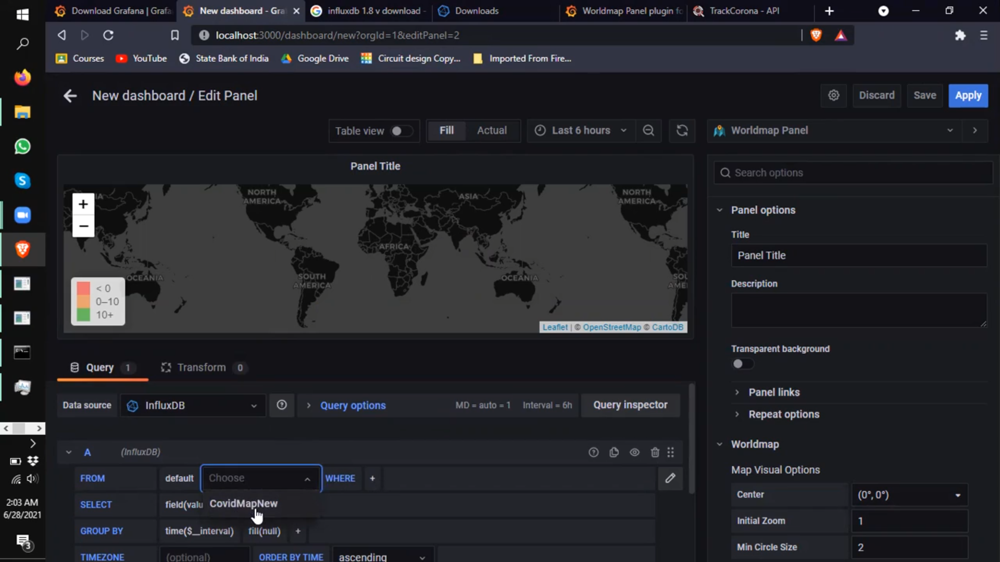 Download Grafana | Grafa
New dashboard - Gra
influxdb 1.8 v download -
Downloads
Worldmap Panel plugin fo
TrackCorona - API
localhost:3000/dashboard/new?orgId=1&editPanel=2
Courses
YouTube
State Bank of India
Google Drive
Circuit design Copy...
Imported From Fire...
New dashboard / Edit Panel
Discard
Save
Apply
Table view
Fill
Actual
Last 6 hours
Worldmap Panel
Panel Title
Search options
NORTH
AMERICA
ASIA
NORTH
AMERICA
IA
+
−
AFRICA
OCEANIA
SOUTH
AMERICA
OCEANIA
SOU
AME
< 0
0–10
10+
Leaflet | © OpenStreetMap © CartoDB
Panel options
Title
Panel Title
Description
Transparent background
Panel links
Repeat options
Worldmap
Map Visual Options
Center
(0°, 0°)
Initial Zoom
1
Min Circle Size
2
Query 1
Transform 0
Data source
InfluxDB
Query options
MD = auto = 1
Interval = 6h
Query inspector
A
(InfluxDB)
FROM
default
Choose
WHERE
+
CovidMapNew
SELECT
field(valu
GROUP BY
time($__interval)
fill(null)
+
TIMEZONE
(optional)
ORDER BY TIME
ascending
2:03 AM
6/28/2021
3